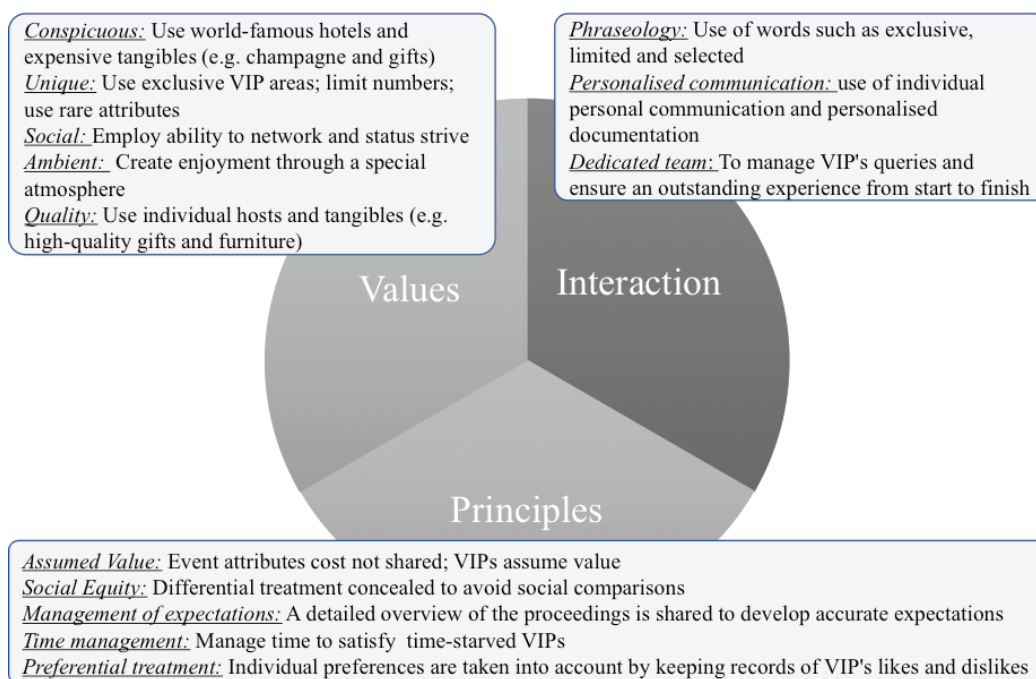 Conspicuous: Use world-famous hotels and
expensive tangibles (e.g. champagne and gifts)
Unique: Use exclusive VIP areas; limit numbers;
use rare attributes
Social: Employ ability to network and status strive
Ambient:  Create enjoyment through a special
atmosphere
Quality: Use individual hosts and tangibles (e.g.
high-quality gifts and furniture)
Phraseology: Use of words such as exclusive,
limited and selected
Personalised communication: use of individual
personal communication and personalised
documentation
Dedicated team: To manage VIP's queries and
ensure an outstanding experience from start to finish
Values
Interaction
Principles
Assumed Value: Event attributes cost not shared; VIPs assume value
Social Equity: Differential treatment concealed to avoid social comparisons
Management of expectations: A detailed overview of the proceedings is shared to develop accurate expectations
Time management: Manage time to satisfy  time-starved VIPs
Preferential treatment: Individual preferences are taken into account by keeping records of VIP's likes and dislikes